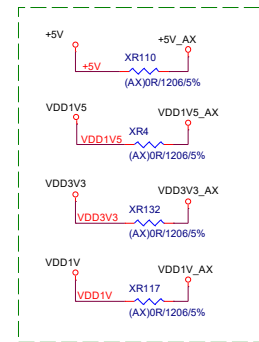 +5V
+5V_AX
XR110
+5V
(AX)0R/1206/5%
VDD1V5
VDD1V5_AX
XR4
VDD1V5
(AX)0R/1206/5%
VDD3V3
VDD3V3_AX
XR132
VDD3V3
(AX)0R/1206/5%
VDD1V
VDD1V_AX
XR117
VDD1V
(AX)0R/1206/5%